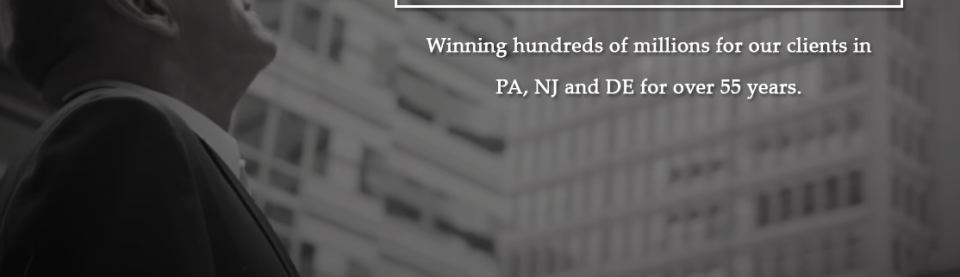 Winning hundreds of millions for our clients in
PA, NJ and DE for over 55 years.